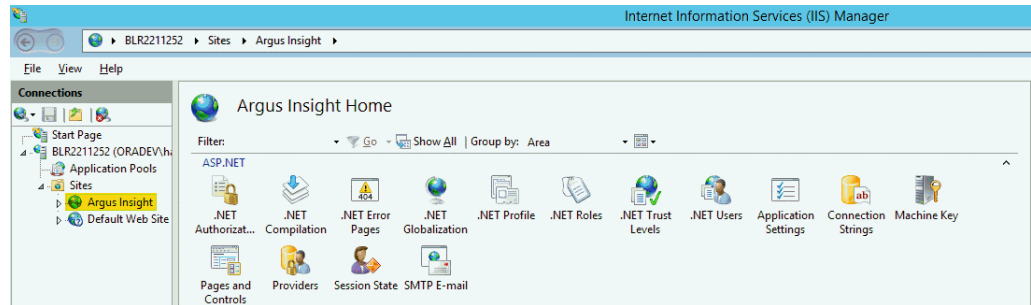 Internet Information Services (IIS) Manager
BLR2211252 Sites Argus Insight
File View Help
Connections
Start Page
BLR2211252 (ORADEV\ha
Application Pools
Sites
Argus Insight
Default Web Site
Argus Insight Home
Filter: Go Show All Group by: Area
ASP.NET
.NET Authorizat...
.NET Compilation
404
.NET Error Pages
.NET Globalization
.NET Profile
.NET Roles
.NET Trust Levels
.NET Users
Application Settings
ab
Connection Strings
Machine Key
Pages and Controls
Providers
Session State
SMTP E-mail